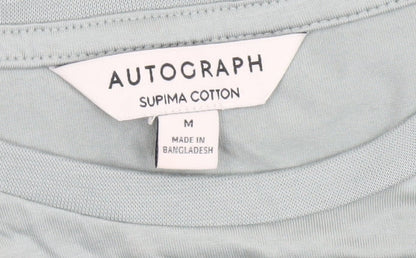 AUTOGRAPH
SUPIMA COTTON
M
MADE IN
BANGLADESH